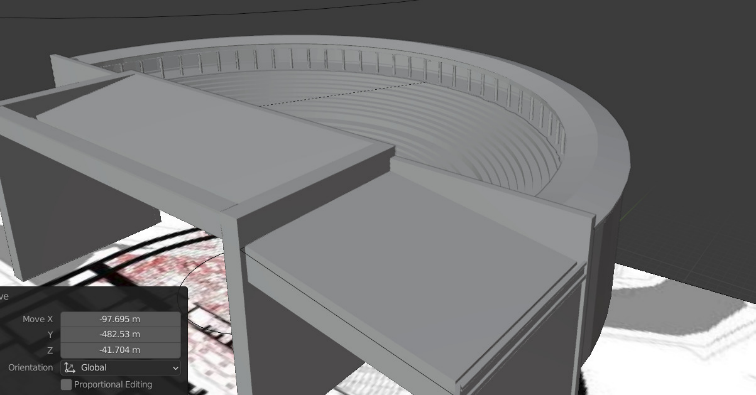 ve
Move X -97.695 m
Y -482.53 m
Z -41.704 m
Orientation Global
Proportional Editing